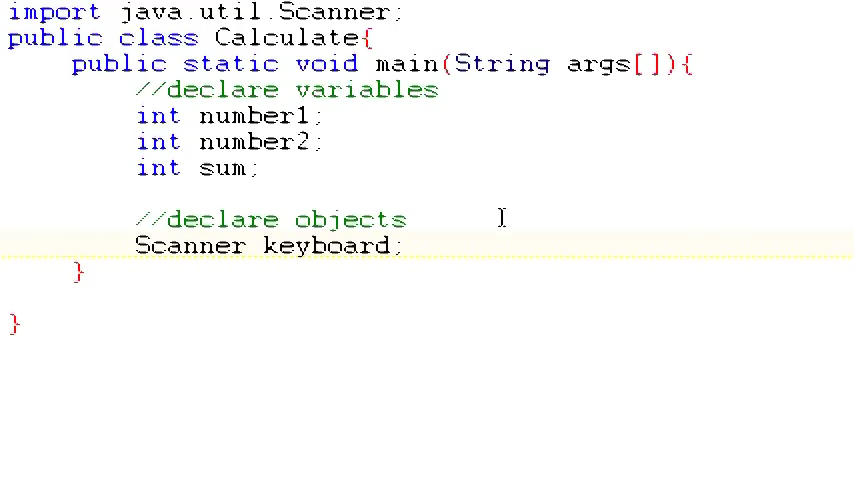 import java.util.Scanner;
public class Calculate{
public static void main(String args[]){
//declare variables
int number1;
int number2;
int sum;
//declare objects
Scanner keyboard;
}
}